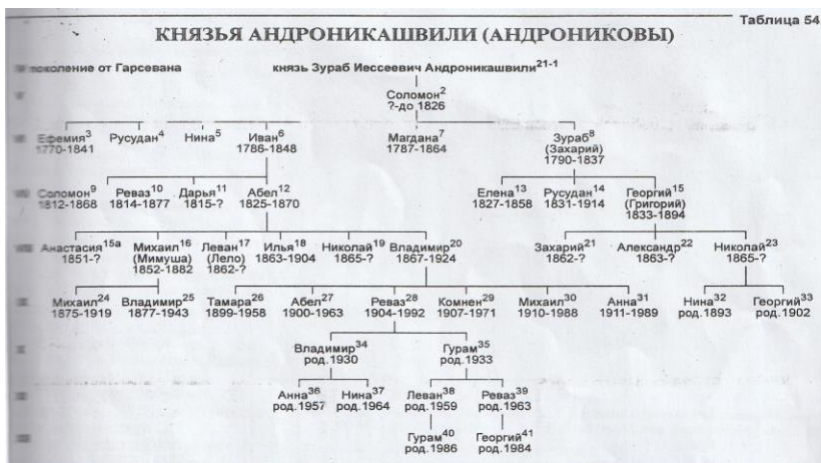 Таблица 54
КНЯЗЬЯ АНДРОНИКАШВИЛИ (АНДРОНИКОВЫ)
поколение от Гарсевана князь Зураб Иессеевич Андроникашвили21-1
Соломон2
?-до 1826
Ефемия3 Русудан4 Нина5 Иван6 Магдана7 Зураб8
1770-1841 1786-1848 1787-1864 (Захарий)
1790-1837
Соломон9 Реваз10 Дарья11 Абел12 Елена13 Русудан14 Георгий15
1812-1868 1814-1877 1815-? 1825-1870 1827-1858 1831-1914 (Григорий)
1833-1894
Анастасия15а Михаил16 Леван17 Илья18 Николай19 Владимир20 Захарий21 Александр22 Николай23
1851-? (Мимуша) (Лело) 1863-1904 1865-? 1867-1924 1862-? 1863-? 1865-?
1852-1882 1862-?
Михаил24 Владимир25 Тамара26 Абел27 Реваз28 Комнен29 Михаил30 Анна31 Нина32 Георгий33
1875-1919 1877-1943 1899-1958 1900-1963 1904-1992 1907-1971 1910-1988 1911-1989 род.1893 род.1902
Владимир34 Гурам35
род.1930 род.1933
Анна36 Нина37 Леван38 Реваз39
род.1957 род.1964 род.1959 род.1963
Гурам40 Георгий41
род.1986 род.1984